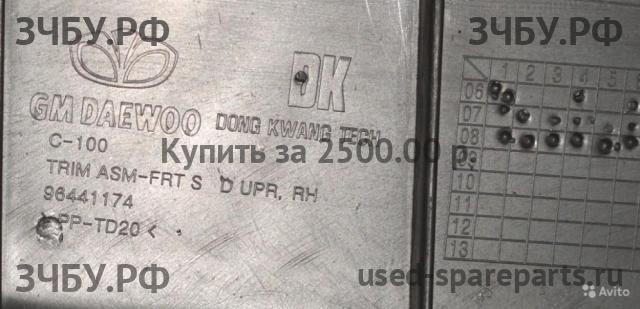 ЗЧБУ.РФ
ЗЧБУ.РФ
GM DAEWOO
DK
DONG KWANG TECH
C-100
TRIM ASM-FRT S D UPR, RH
96441174
PP-TD20 <
Купить за 2500.00 р.
1 2 3 4 5
06
07
08
09
10
11
12
13
ЗЧБУ.РФ
used-spareparts.ru
Avito